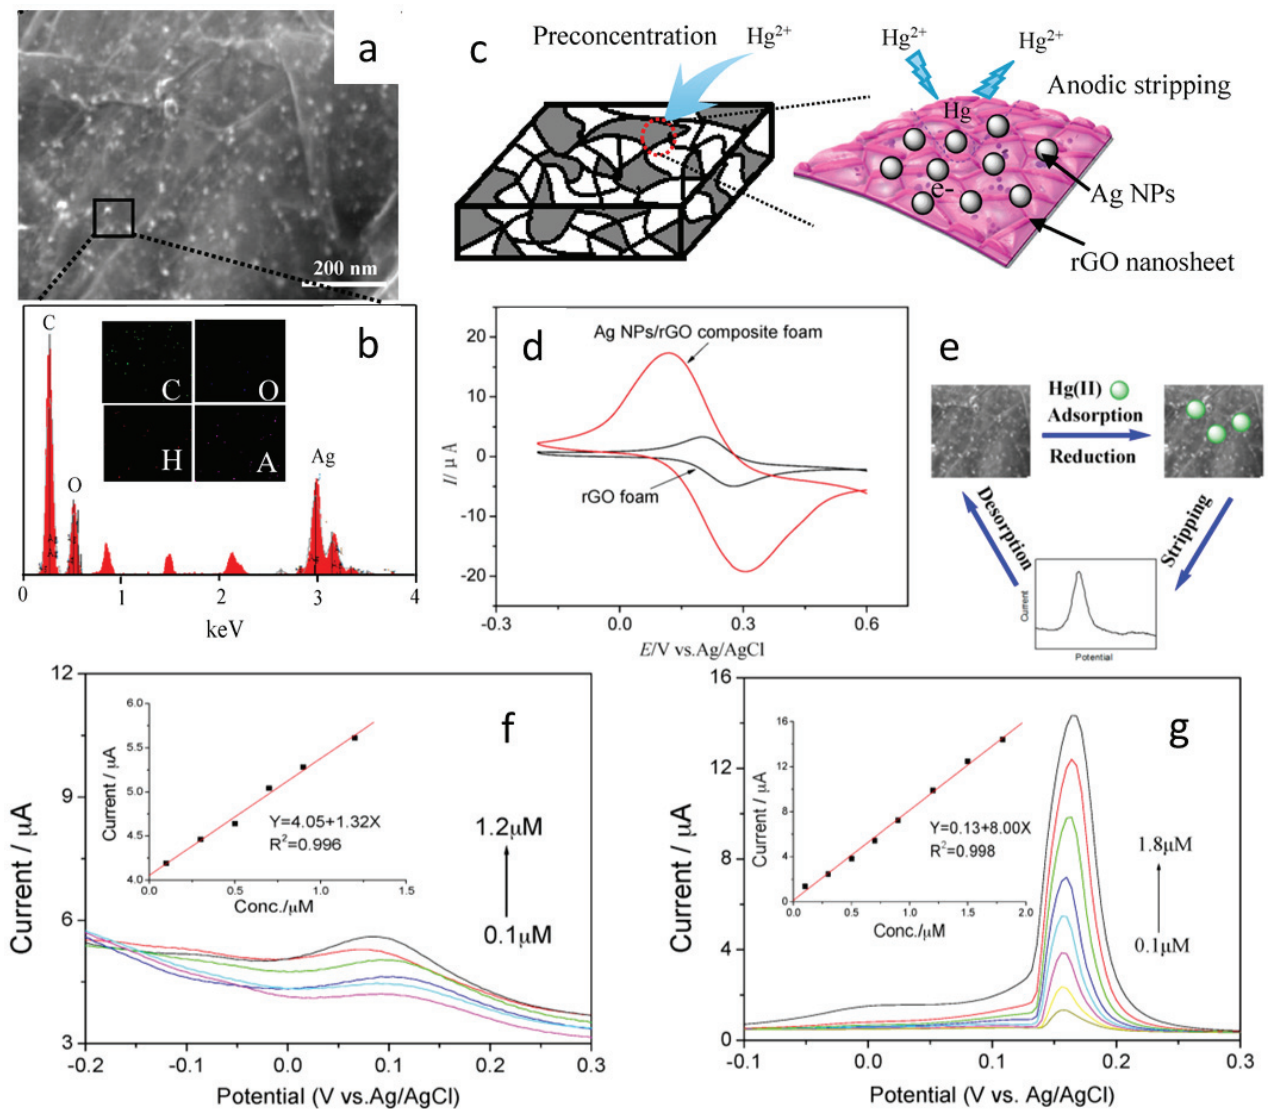 a
200 nm
c
Preconcentration
Hg²⁺
Hg²⁺
Hg²⁺
Anodic stripping
Hg
e-
Ag NPs
rGO nanosheet
b
C
O
Ag
C
O
H
A
0 1 2 3 4
keV
d
Ag NPs/rGO composite foam
rGO foam
20
10
0
-10
-20
I/ μA
-0.3 0.0 0.3 0.6
E/V vs.Ag/AgCl
e
Hg(II)
Adsorption
Reduction
Stripping
Desorption
Current
Potential
f
12
9
6
3
Current / μA
-0.2 -0.1 0.0 0.1 0.2 0.3
Potential (V vs.Ag/AgCl)
6.0
5.5
5.0
4.5
4.0
Current / μA
0.0 0.5 1.0 1.5
Conc./μM
Y=4.05+1.32X
R²=0.996
1.2μM
0.1μM
g
16
12
8
4
0
Current / μA
-0.1 0.0 0.1 0.2 0.3
Potential (V vs. Ag/AgCl)
16
12
8
4
0
Current / μA
0.0 0.5 1.0 1.5 2.0
Conc./μM
Y=0.13+8.00X
R²=0.998
1.8μM
0.1μM